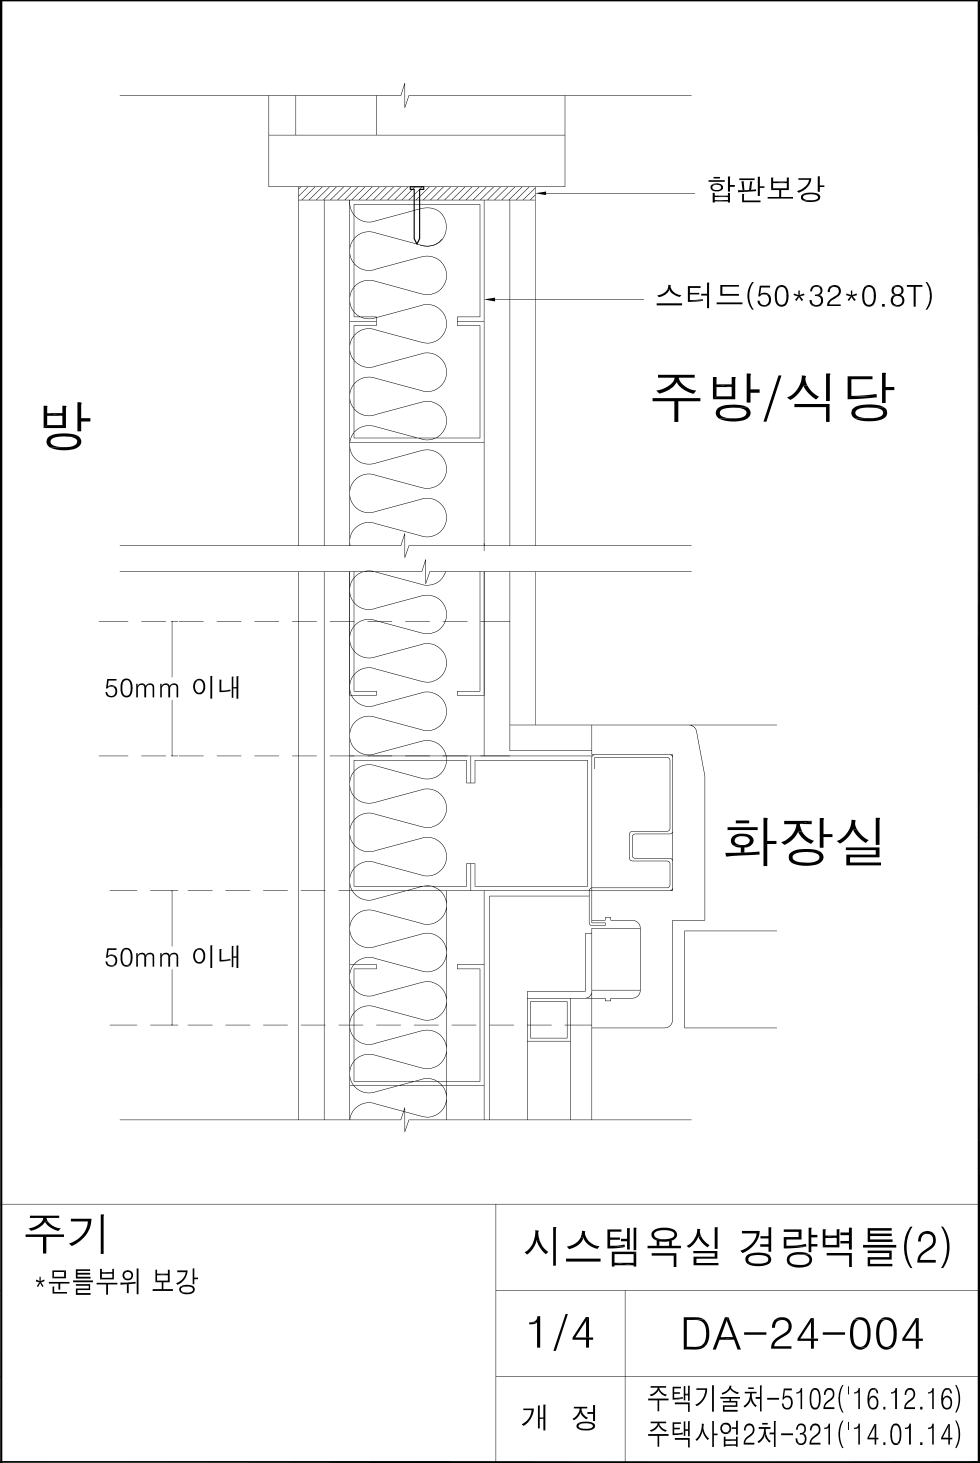 합판보강
스터드(50*32*0.8T)
주방/식당
방
50mm 이내
화장실
50mm 이내
주기
*문틀부위 보강
시스템욕실 경량벽틀(2)
1/4
DA-24-004
개 정
주택기술처-5102('16.12.16)
주택사업2처-321('14.01.14)